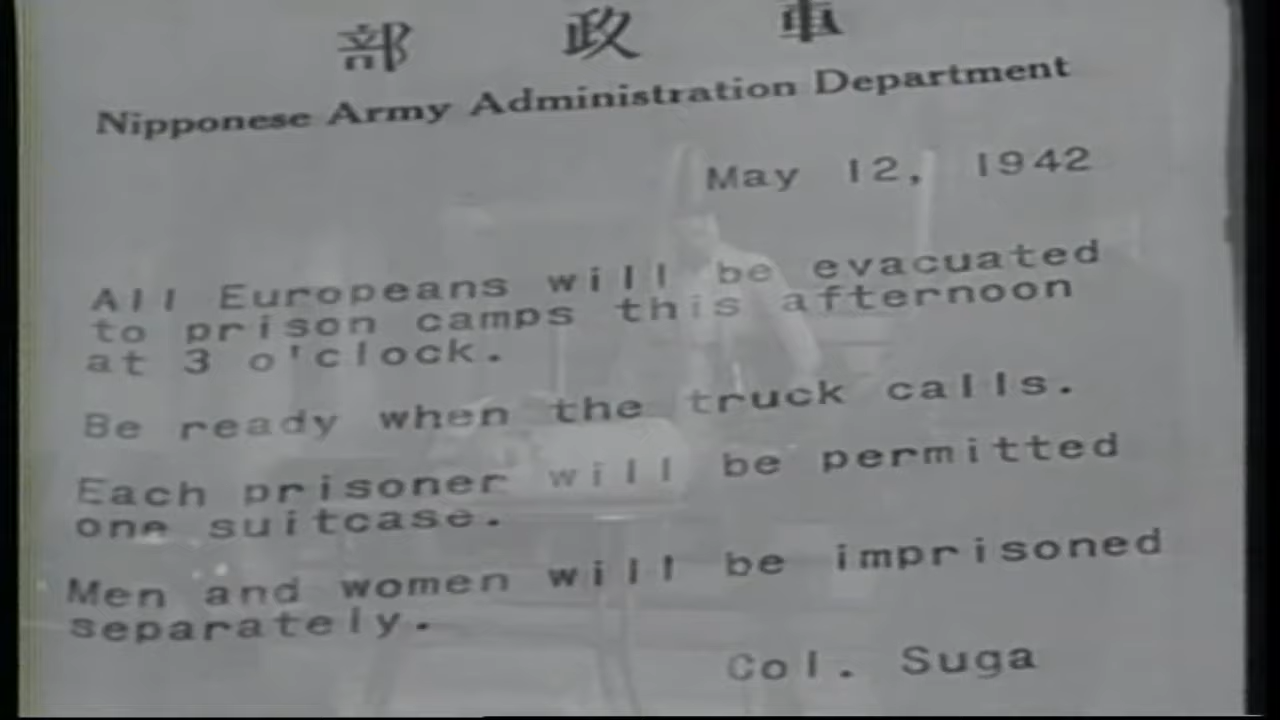 軍政部
Nipponese Army Administration Department
May 12, 1942
All Europeans will be evacuated
to prison camps this afternoon
at 3 o'clock.
Be ready when the truck calls.
Each prisoner will be permitted
one suitcase.
Men and women will be imprisoned
separately.
Col. Suga